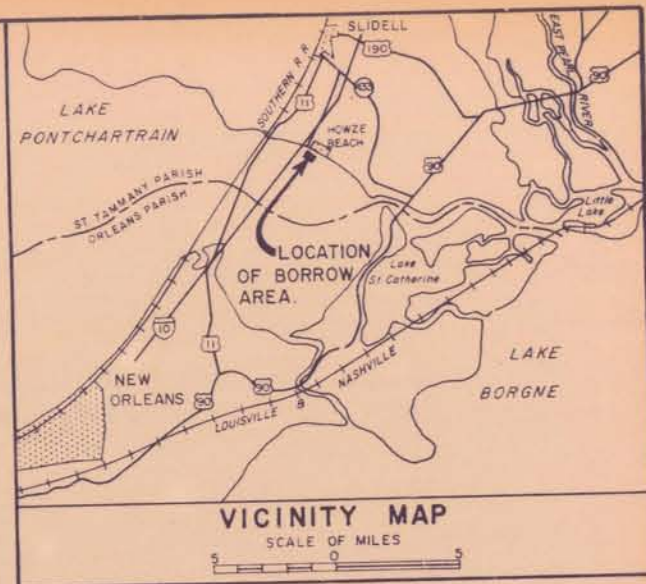 SLIDELL
190
SOUTHERN R. R
11
433
EAST PEARL
RIVER
90
LAKE
PONTCHARTRAIN
HOWZE
BEACH
90
ST. TAMMANY PARISH
ORLEANS PARISH
Little
Lake
LOCATION
OF BORROW
AREA.
Lake
St. Catherine
10
11
LAKE
BORGNE
NEW
ORLEANS
90
90
LOUISVILLE
&
NASHVILLE
VICINITY MAP
SCALE OF MILES
5 0 5